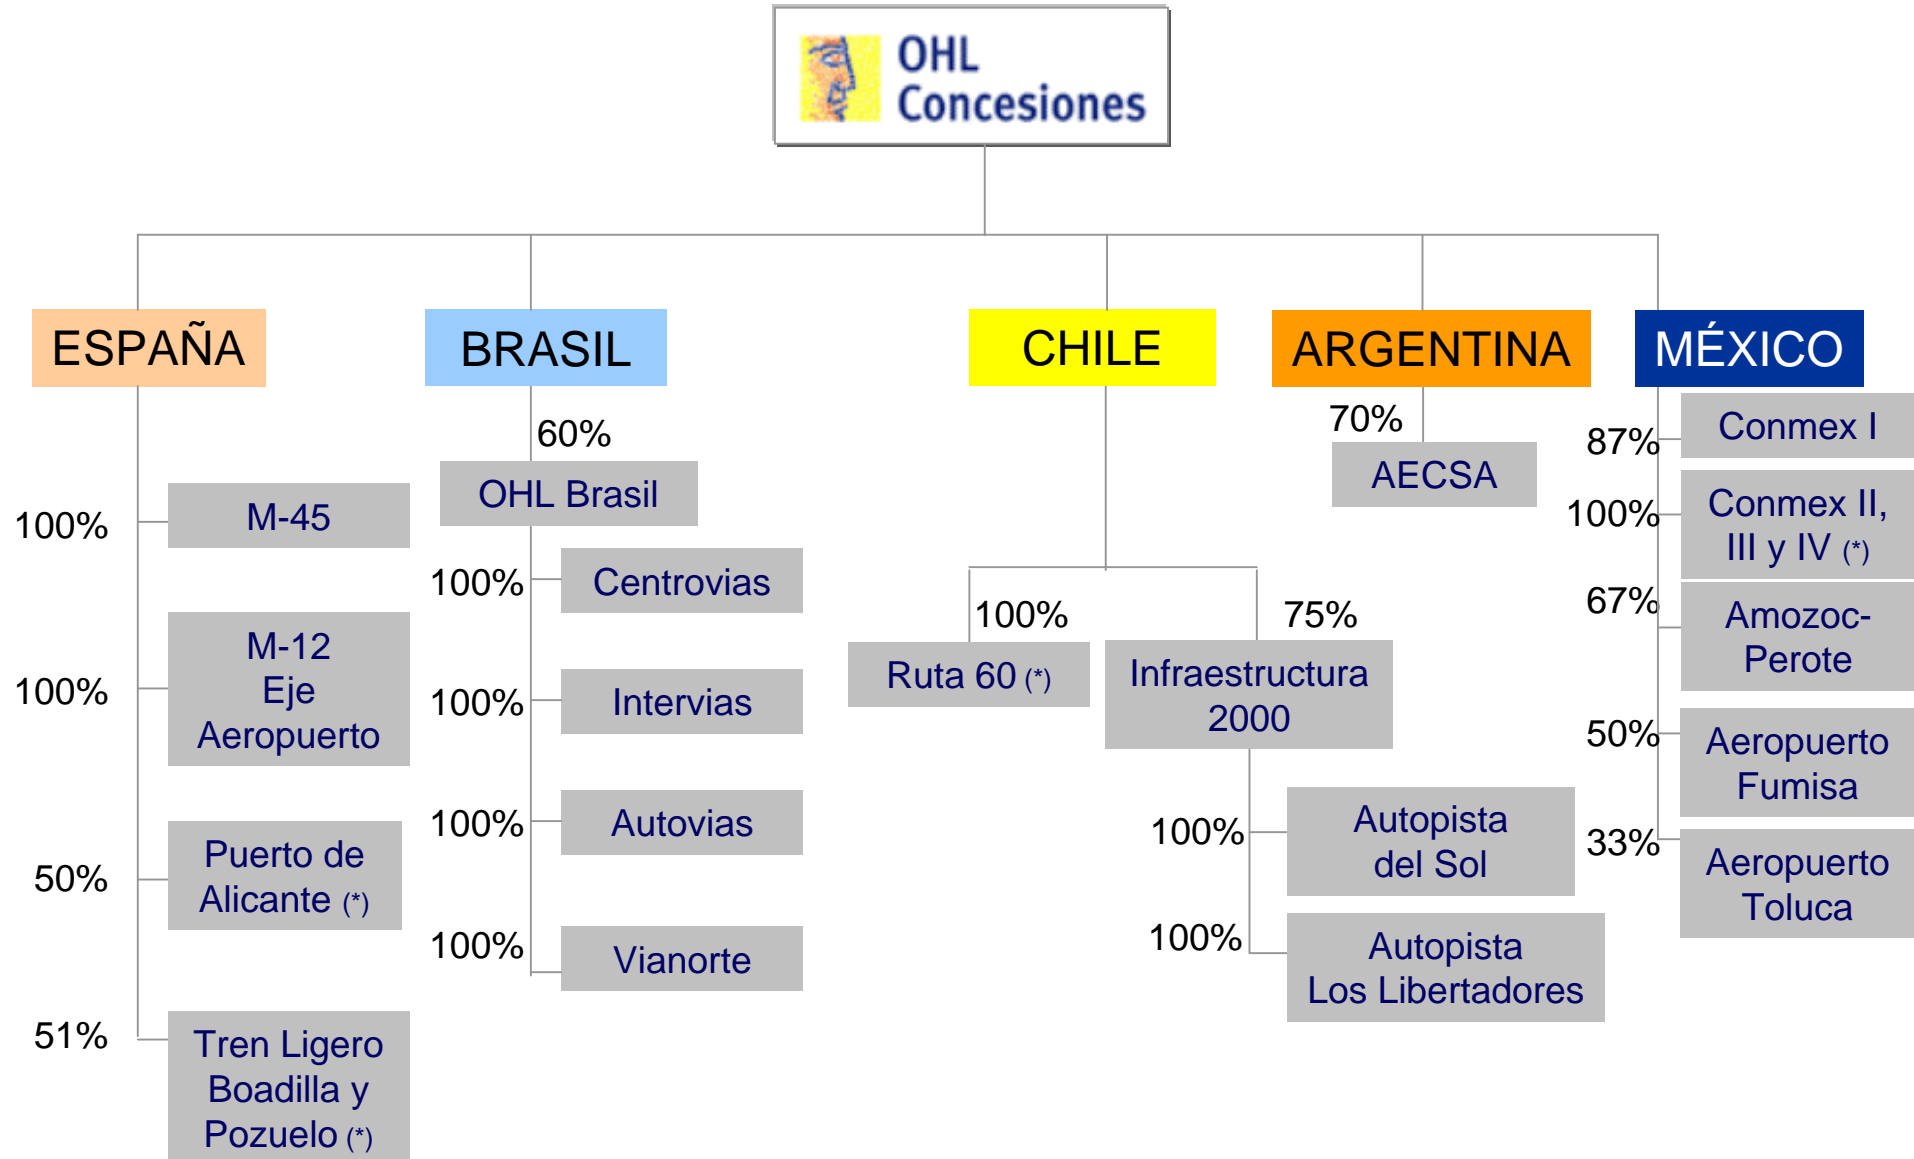 OHL
Concesiones
ESPAÑA
100%
M-45
100%
M-12
Eje
Aeropuerto
50%
Puerto de
Alicante (*)
51%
Tren Ligero
Boadilla y
Pozuelo (*)
BRASIL
60%
OHL Brasil
100%
Centrovias
100%
Intervias
100%
Autovias
100%
Vianorte
CHILE
100%
Ruta 60 (*)
75%
Infraestructura
2000
100%
Autopista
del Sol
100%
Autopista
Los Libertadores
ARGENTINA
70%
AECSA
MÉXICO
87%
Conmex I
100%
Conmex II,
III y IV (*)
67%
Amozoc-
Perote
50%
Aeropuerto
Fumisa
33%
Aeropuerto
Toluca